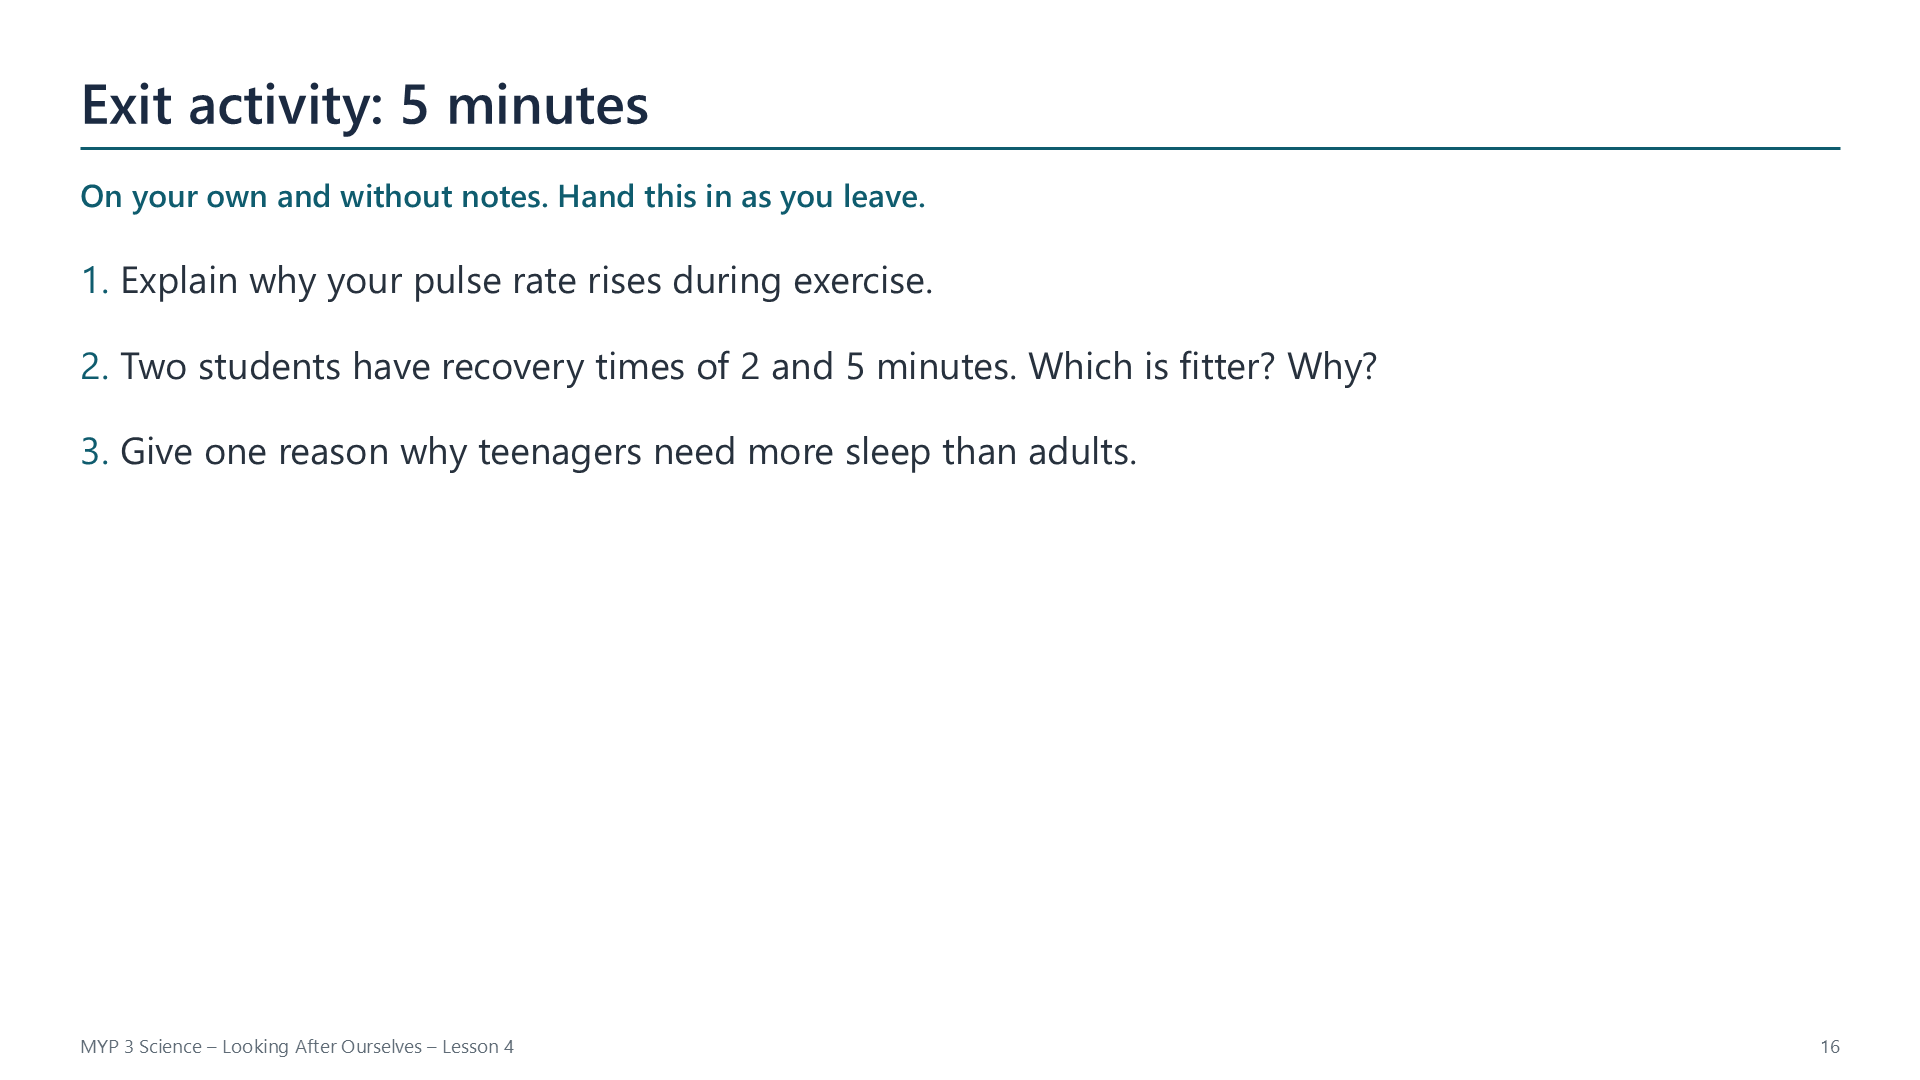 Exit activity: 5 minutes
On your own and without notes. Hand this in as you leave.
1. Explain why your pulse rate rises during exercise.
2. Two students have recovery times of 2 and 5 minutes. Which is fitter? Why?
3. Give one reason why teenagers need more sleep than adults.
MYP 3 Science – Looking After Ourselves – Lesson 4
16